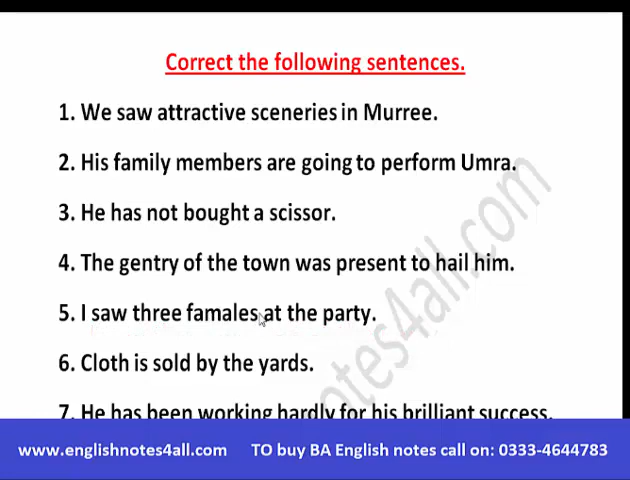 Correct the following sentences.
1. We saw attractive sceneries in Murree.
2. His family members are going to perform Umra.
3. He has not bought a scissor.
4. The gentry of the town was present to hail him.
5. I saw three famales at the party.
6. Cloth is sold by the yards.
7. He has been working hardly for his brilliant success.
notes4all.com
www.englishnotes4all.com TO buy BA English notes call on: 0333-4644783